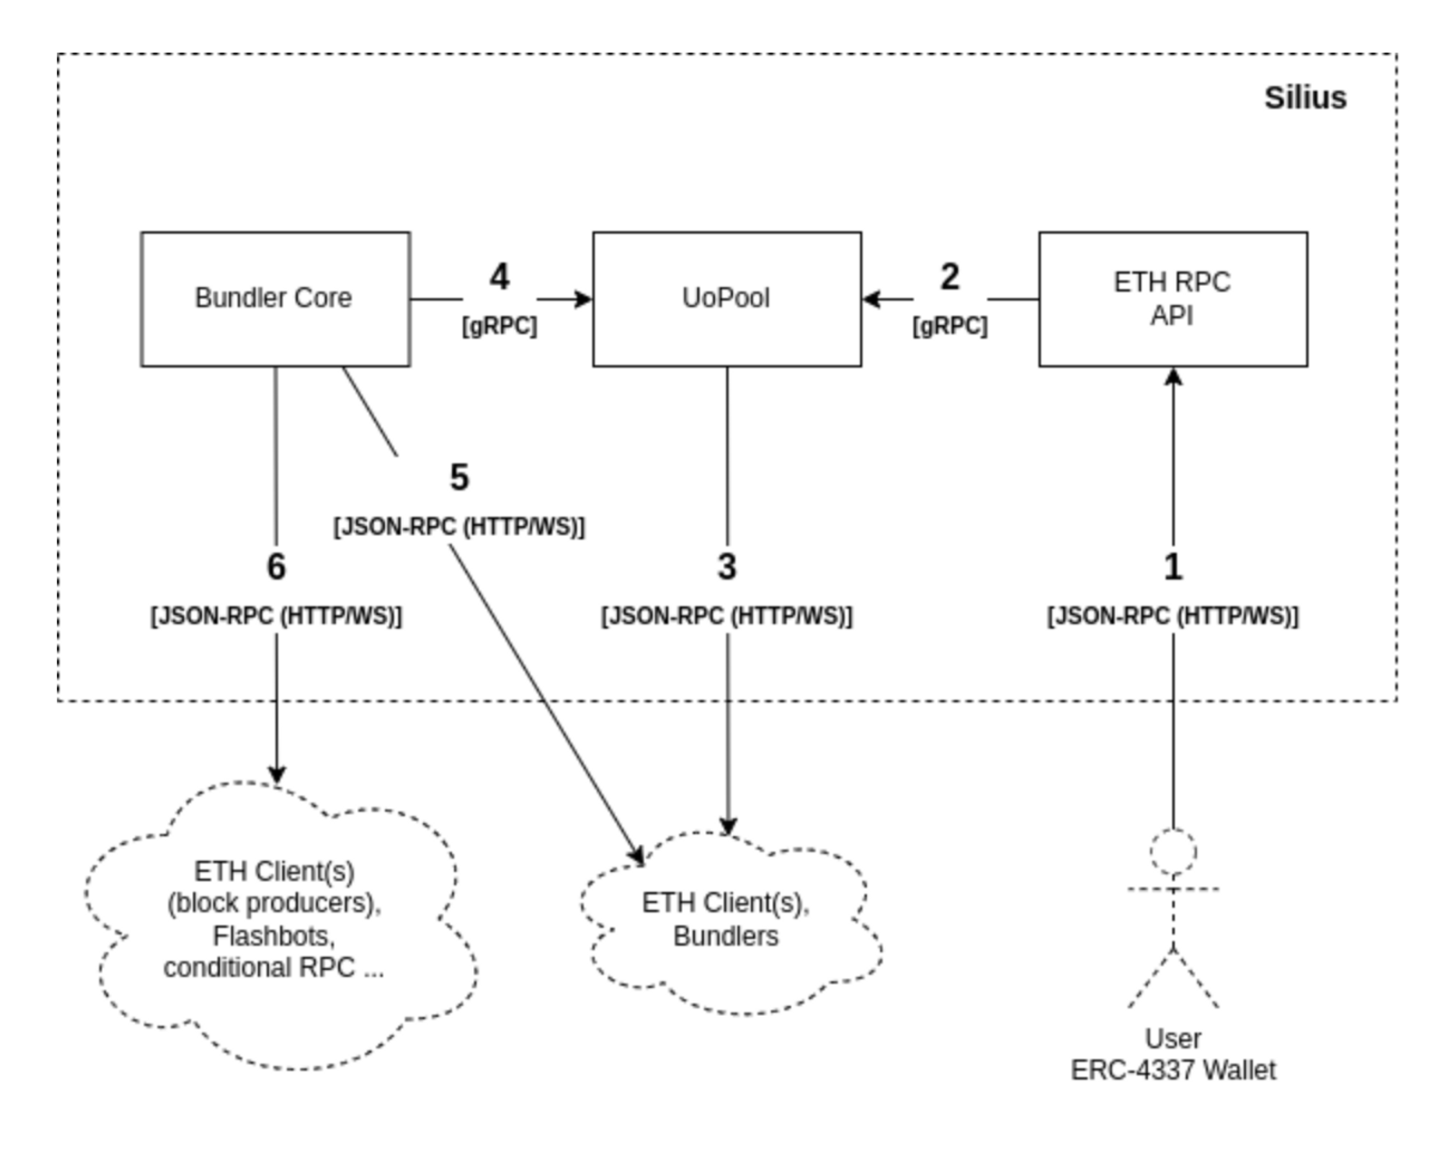 Silius
Bundler Core
4
[gRPC]
UoPool
2
[gRPC]
ETH RPC
API
5
[JSON-RPC (HTTP/WS)]
6
[JSON-RPC (HTTP/WS)]
3
[JSON-RPC (HTTP/WS)]
1
[JSON-RPC (HTTP/WS)]
ETH Client(s)
(block producers),
Flashbots,
conditional RPC ...
ETH Client(s),
Bundlers
User
ERC-4337 Wallet